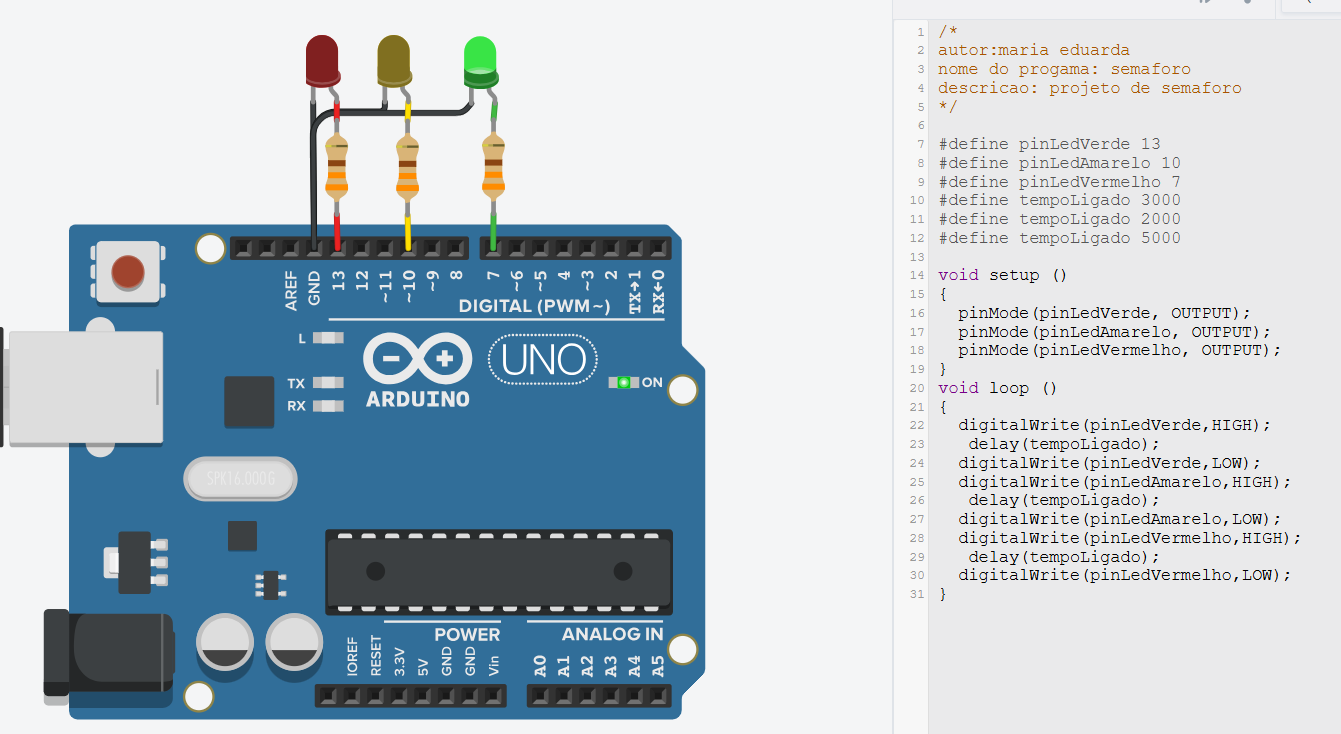 /*
autor:maria eduarda
nome do progama: semaforo
descricao: projeto de semaforo
*/
#define pinLedVerde 13
#define pinLedAmarelo 10
#define pinLedVermelho 7
#define tempoLigado 3000
#define tempoLigado 2000
#define tempoLigado 5000
void setup ()
{
pinMode(pinLedVerde, OUTPUT);
pinMode(pinLedAmarelo, OUTPUT);
pinMode(pinLedVermelho, OUTPUT);
}
void loop ()
{
digitalWrite(pinLedVerde,HIGH);
delay(tempoLigado);
digitalWrite(pinLedVerde,LOW);
digitalWrite(pinLedAmarelo,HIGH);
delay(tempoLigado);
digitalWrite(pinLedAmarelo,LOW);
digitalWrite(pinLedVermelho,HIGH);
delay(tempoLigado);
digitalWrite(pinLedVermelho,LOW);
}
1
2
3
4
5
6
7
8
9
10
11
12
13
14
15
16
17
18
19
20
21
22
23
24
25
26
27
28
29
30
31
AREF
GND
13
12
~11
~10
~9
8
7
~6
~5
4
~3
2
TX→1
RX←0
DIGITAL (PWM~)
L
TX
RX
UNO
ARDUINO
ON
SPK16.000G
POWER
ANALOG IN
IOREF
RESET
3.3V
5V
GND
GND
Vin
A0
A1
A2
A3
A4
A5